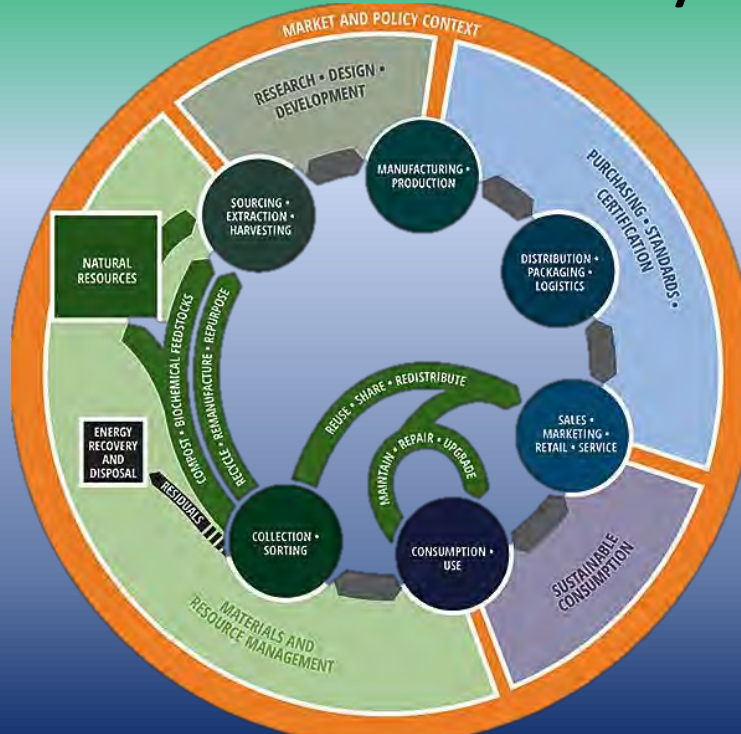 MARKET AND POLICY CONTEXT
RESEARCH • DESIGN •
DEVELOPMENT
PURCHASING • STANDARDS •
CERTIFICATION
MANUFACTURING •
PRODUCTION
SOURCING •
EXTRACTION •
HARVESTING
NATURAL
RESOURCES
DISTRIBUTION •
PACKAGING •
LOGISTICS
COMPOST • BIOCHEMICAL FEEDSTOCKS
RECYCLE • REMANUFACTURE • REPURPOSE
REUSE • SHARE • REDISTRIBUTE
MAINTAIN • REPAIR • UPGRADE
SALES •
MARKETING •
RETAIL • SERVICE
ENERGY
RECOVERY
AND
DISPOSAL
RESIDUALS
COLLECTION •
SORTING
CONSUMPTION •
USE
SUSTAINABLE
CONSUMPTION
MATERIALS AND
RESOURCE MANAGEMENT